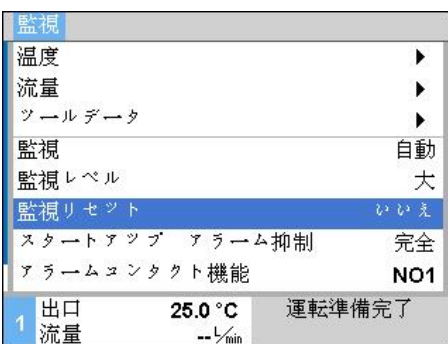 監視
温度
流量
ツールデータ
監視 自動
監視レベル 大
監視リセット いいえ
スタートアップ アラーム抑制 完全
アラームコンタクト機能 NO1
1
出口 25.0 °C 運転準備完了
流量 -- L/min